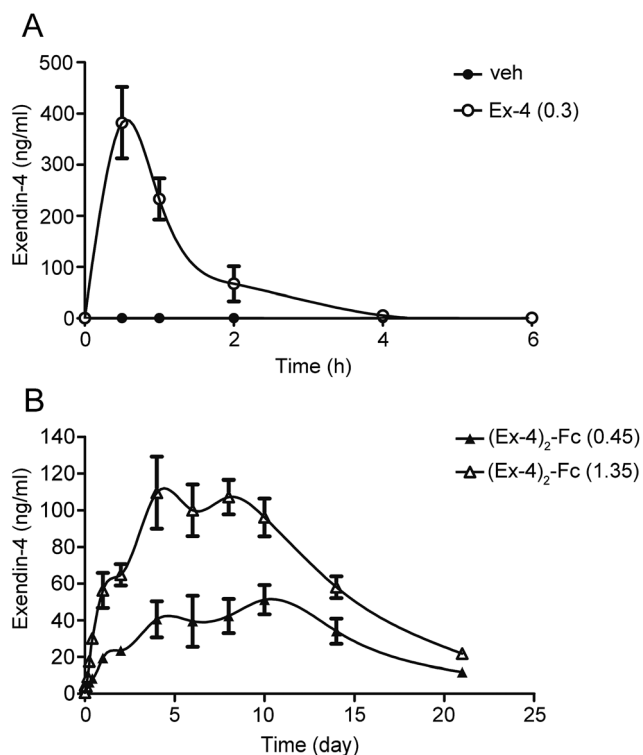 A
500
400
300
200
100
0
Exendin-4 (ng/ml)
veh
Ex-4 (0.3)
0 2 4 6
Time (h)
B
140
120
100
80
60
40
20
0
Exendin-4 (ng/ml)
(Ex-4)₂-Fc (0.45)
(Ex-4)₂-Fc (1.35)
0 5 10 15 20 25
Time (day)